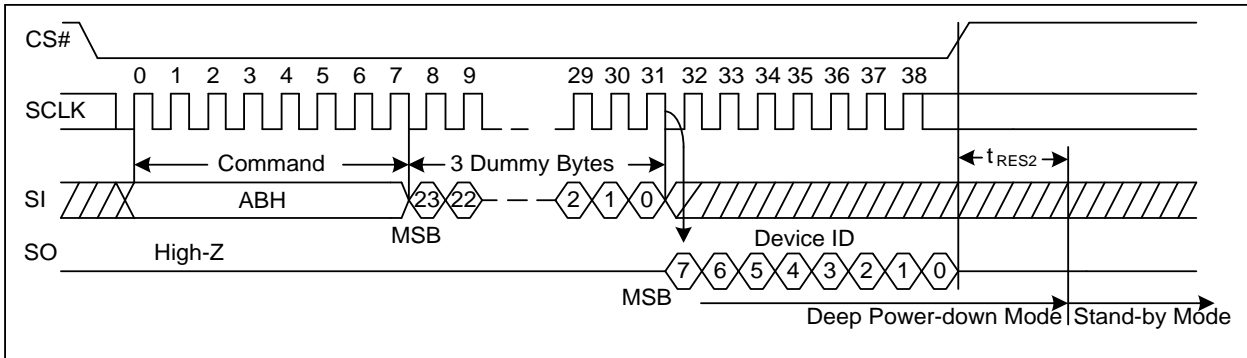 CS#
0 1 2 3 4 5 6 7 8 9 29 30 31 32 33 34 35 36 37 38
SCLK
Command 3 Dummy Bytes tRES2
SI ABH 23 22 2 1 0
MSB
SO High-Z Device ID
7 6 5 4 3 2 1 0
MSB
Deep Power-down Mode Stand-by Mode